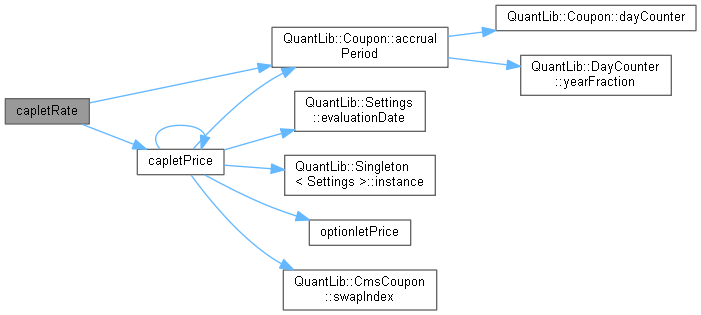 capletRate
capletPrice
QuantLib::Coupon::accrual
Period
QuantLib::Settings
::evaluationDate
QuantLib::Singleton
< Settings >::instance
optionletPrice
QuantLib::CmsCoupon
::swapIndex
QuantLib::Coupon::dayCounter
QuantLib::DayCounter
::yearFraction